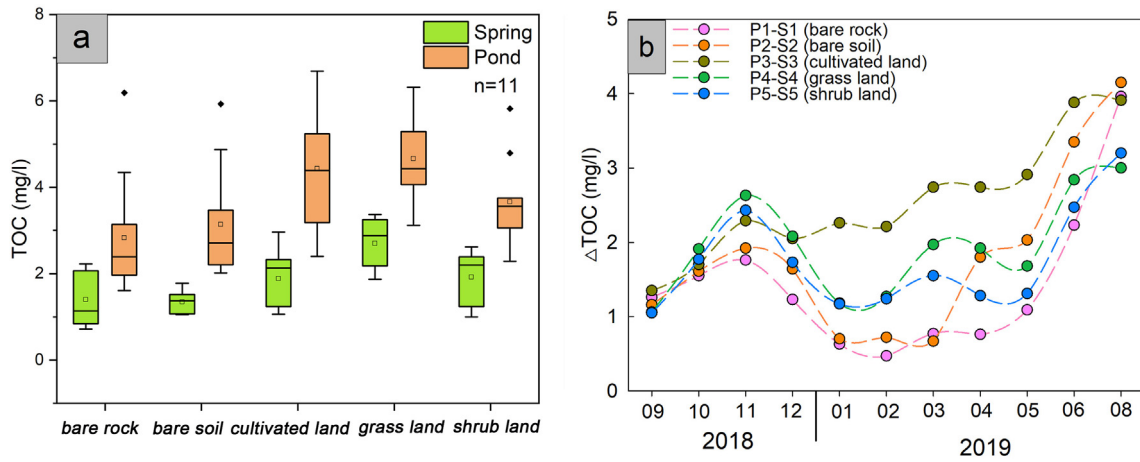 a
Spring
Pond
n=11
TOC (mg/l)
8
6
4
2
0
bare rock
bare soil
cultivated land
grass land
shrub land
b
P1-S1 (bare rock)
P2-S2 (bare soil)
P3-S3 (cultivated land)
P4-S4 (grass land)
P5-S5 (shrub land)
△TOC (mg/l)
5
4
3
2
1
0
09 10 11 12 01 02 03 04 05 06 08
2018 2019